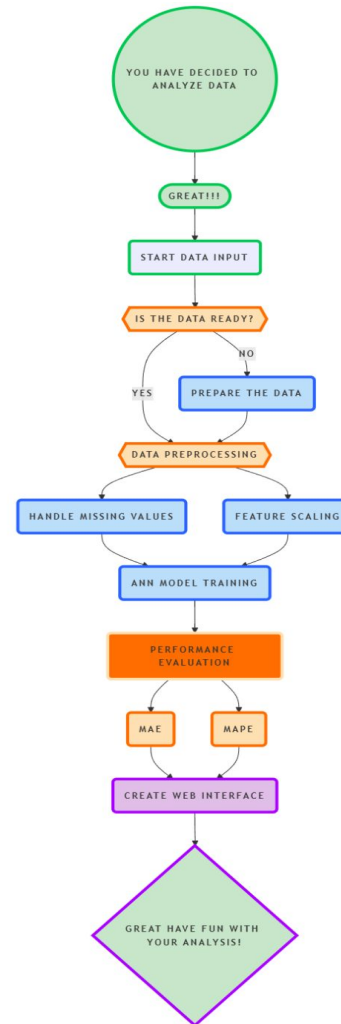 YOU HAVE DECIDED TO
ANALYZE DATA
GREAT!!!
START DATA INPUT
IS THE DATA READY?
NO
YES
PREPARE THE DATA
DATA PREPROCESSING
HANDLE MISSING VALUES
FEATURE SCALING
ANN MODEL TRAINING
PERFORMANCE
EVALUATION
MAE
MAPE
CREATE WEB INTERFACE
GREAT HAVE FUN WITH
YOUR ANALYSIS!